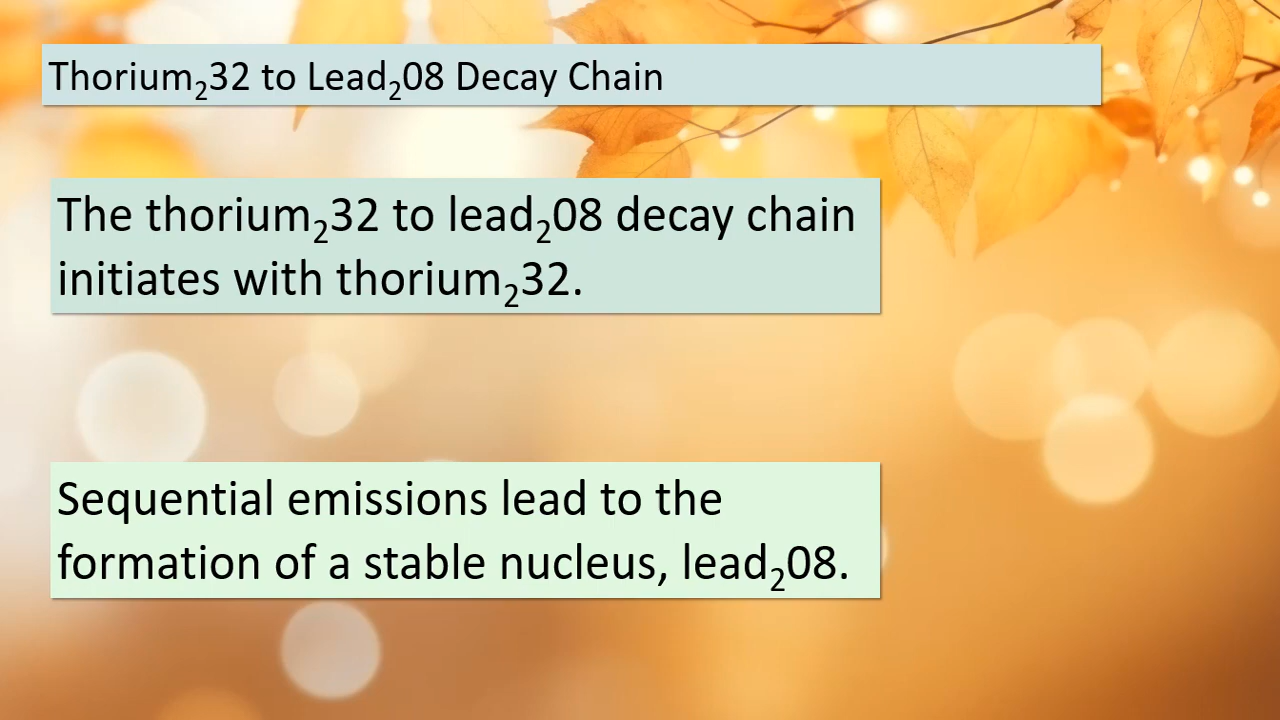 Thorium₂32 to Lead₂08 Decay Chain
The thorium₂32 to lead₂08 decay chain
initiates with thorium₂32.
Sequential emissions lead to the
formation of a stable nucleus, lead₂08.